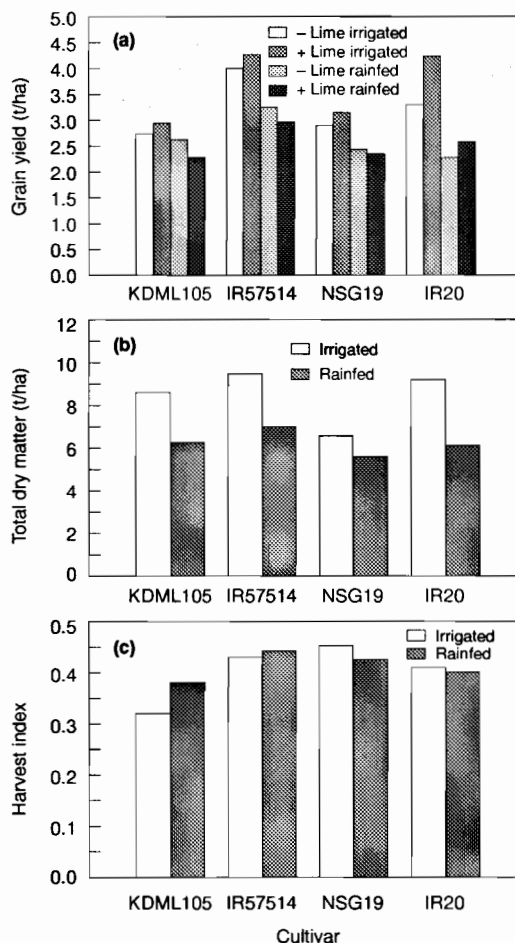 (a)
– Lime irrigated
+ Lime irrigated
– Lime rainfed
+ Lime rainfed
Grain yield (t/ha)
5.0
4.5
4.0
3.5
3.0
2.5
2.0
1.5
1.0
0.5
0.0
KDML105 IR57514 NSG19 IR20
(b)
Irrigated
Rainfed
Total dry matter (t/ha)
12
10
8
6
4
2
0
KDML105 IR57514 NSG19 IR20
(c)
Irrigated
Rainfed
Harvest index
0.5
0.4
0.3
0.2
0.1
0.0
KDML105 IR57514 NSG19 IR20
Cultivar